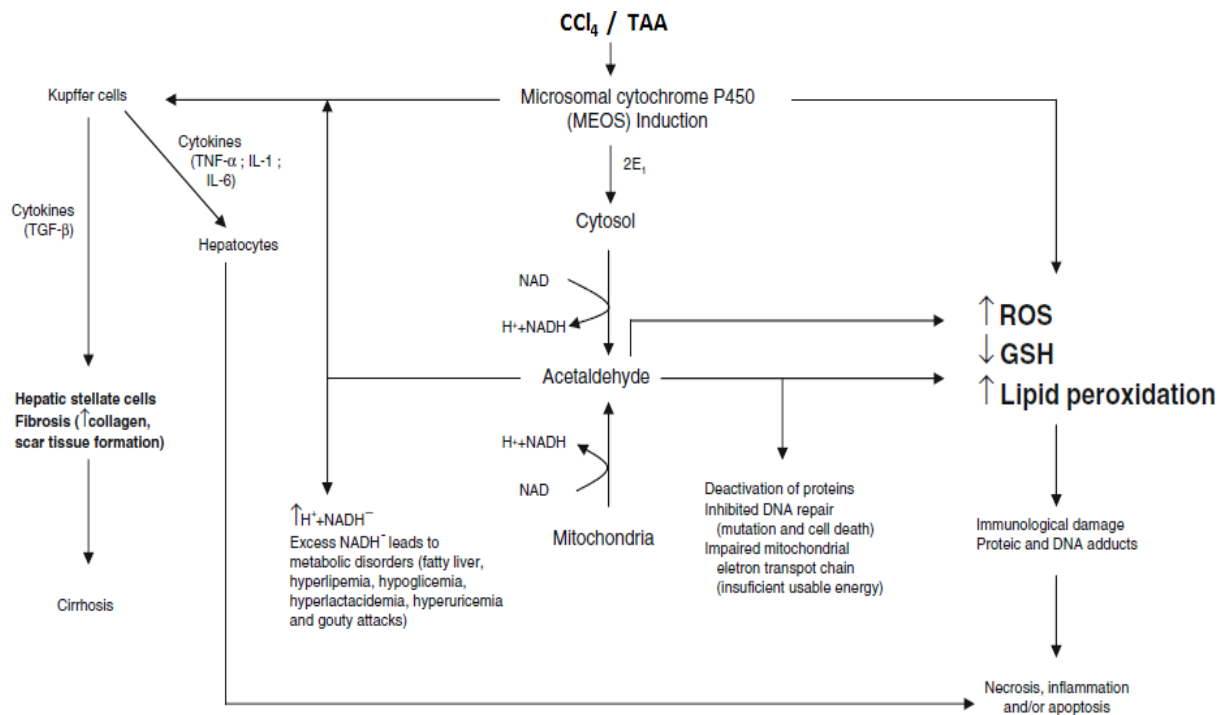 CCl₄ / TAA
Kupffer cells
Microsomal cytochrome P450
(MEOS) Induction
Cytokines
(TNF-α ; IL-1 ;
IL-6)
2E₁
Cytokines
(TGF-β)
Cytosol
Hepatocytes
NAD
H⁺+NADH
↑ROS
↓GSH
↑Lipid peroxidation
Acetaldehyde
Hepatic stellate cells
Fibrosis (↑collagen,
scar tissue formation)
H⁺+NADH
NAD
Mitochondria
↑H⁺+NADH⁻
Excess NADH⁻ leads to
metabolic disorders (fatty liver,
hyperlipemia, hypoglicemia,
hyperlactacidemia, hyperuricemia
and gouty attacks)
Deactivation of proteins
Inhibited DNA repair
(mutation and cell death)
Impaired mitochondrial
eletron transpot chain
(insufficient usable energy)
Immunological damage
Proteic and DNA adducts
Cirrhosis
Necrosis, inflammation
and/or apoptosis